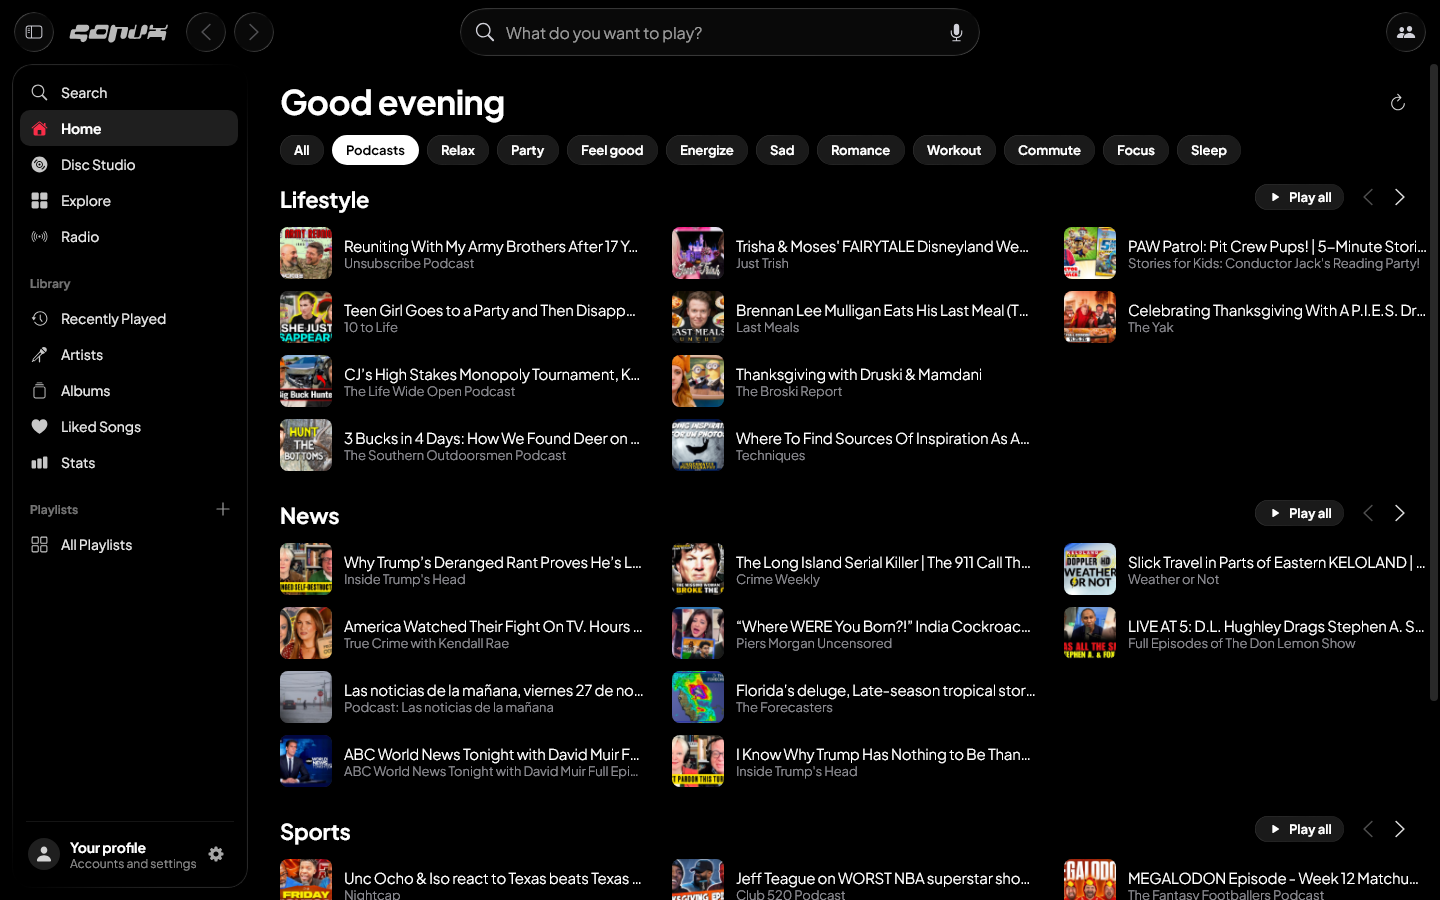 What do you want to play?
Search
Home
Disc Studio
Explore
Radio
Library
Recently Played
Artists
Albums
Liked Songs
Stats
Playlists
All Playlists
Your profile
Accounts and settings
Good evening
All
Podcasts
Relax
Party
Feel good
Energize
Sad
Romance
Workout
Commute
Focus
Sleep
Lifestyle
Play all
Reuniting With My Army Brothers After 17 Y...
Unsubscribe Podcast
Trisha & Moses' FAIRYTALE Disneyland We...
Just Trish
PAW Patrol: Pit Crew Pups! | 5-Minute Stori...
Stories for Kids: Conductor Jack's Reading Party!
SHE JUST
Teen Girl Goes to a Party and Then Disapp...
10 to Life
Brennan Lee Mulligan Eats His Last Meal (T...
Last Meals
Celebrating Thanksgiving With A P.I.E.S. Dr...
The Yak
CJ's High Stakes Monopoly Tournament, K...
The Life Wide Open Podcast
Thanksgiving with Druski & Mamdani
The Broski Report
HUNT
THE
BOTTOMS
3 Bucks in 4 Days: How We Found Deer on ...
The Southern Outdoorsmen Podcast
Where To Find Sources Of Inspiration As A...
Techniques
News
Play all
Why Trump's Deranged Rant Proves He's L...
Inside Trump's Head
The Long Island Serial Killer | The 911 Call Th...
Crime Weekly
DOPPLER HD
WEATHER
OR NOT
Slick Travel in Parts of Eastern KELOLAND | ...
Weather or Not
America Watched Their Fight On TV. Hours ...
True Crime with Kendall Rae
“Where WERE You Born?!” India Cockroac...
Piers Morgan Uncensored
LIVE AT 5: D.L. Hughley Drags Stephen A. S...
Full Episodes of The Don Lemon Show
Las noticias de la mañana, viernes 27 de no...
Podcast: Las noticias de la mañana
Florida's deluge, Late-season tropical stor...
The Forecasters
ABC World News Tonight with David Muir F...
ABC World News Tonight with David Muir Full Epi...
I Know Why Trump Has Nothing to Be Than...
Inside Trump's Head
Sports
Play all
FRIDAY
Unc Ocho & Iso react to Texas beats Texas ...
Nightcap
Jeff Teague on WORST NBA superstar sho...
Club 520 Podcast
MEGALODON Episode - Week 12 Matchu...
The Fantasy Footballers Podcast